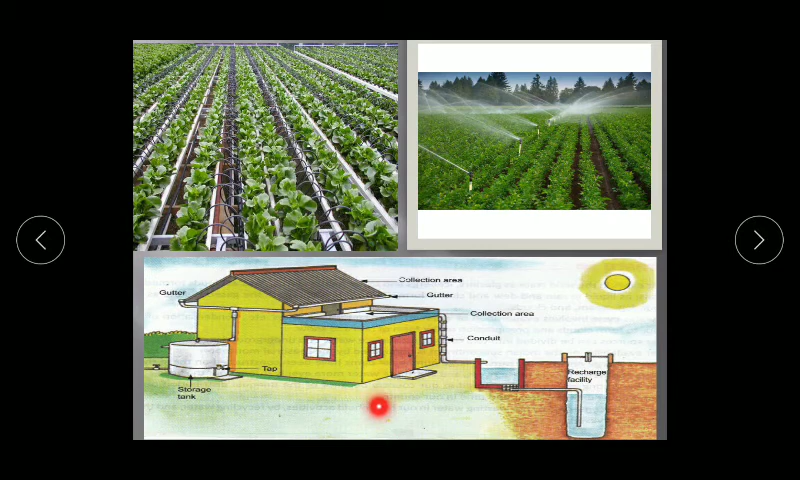 Collection area
Gutter
Gutter
Collection area
Conduit
Tap
Recharge
facility
Storage
tank